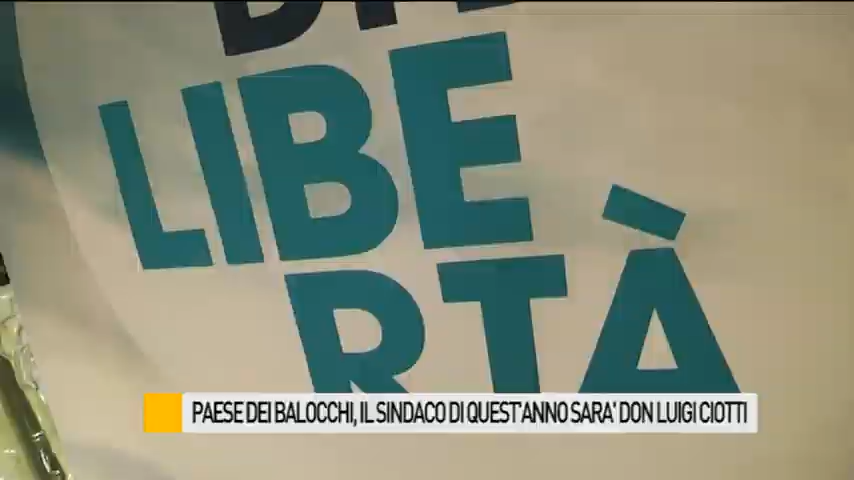 LIBE
RTÀ
PAESE DEI BALOCCHI, IL SINDACO DI QUEST'ANNO SARA' DON LUIGI CIOTTI